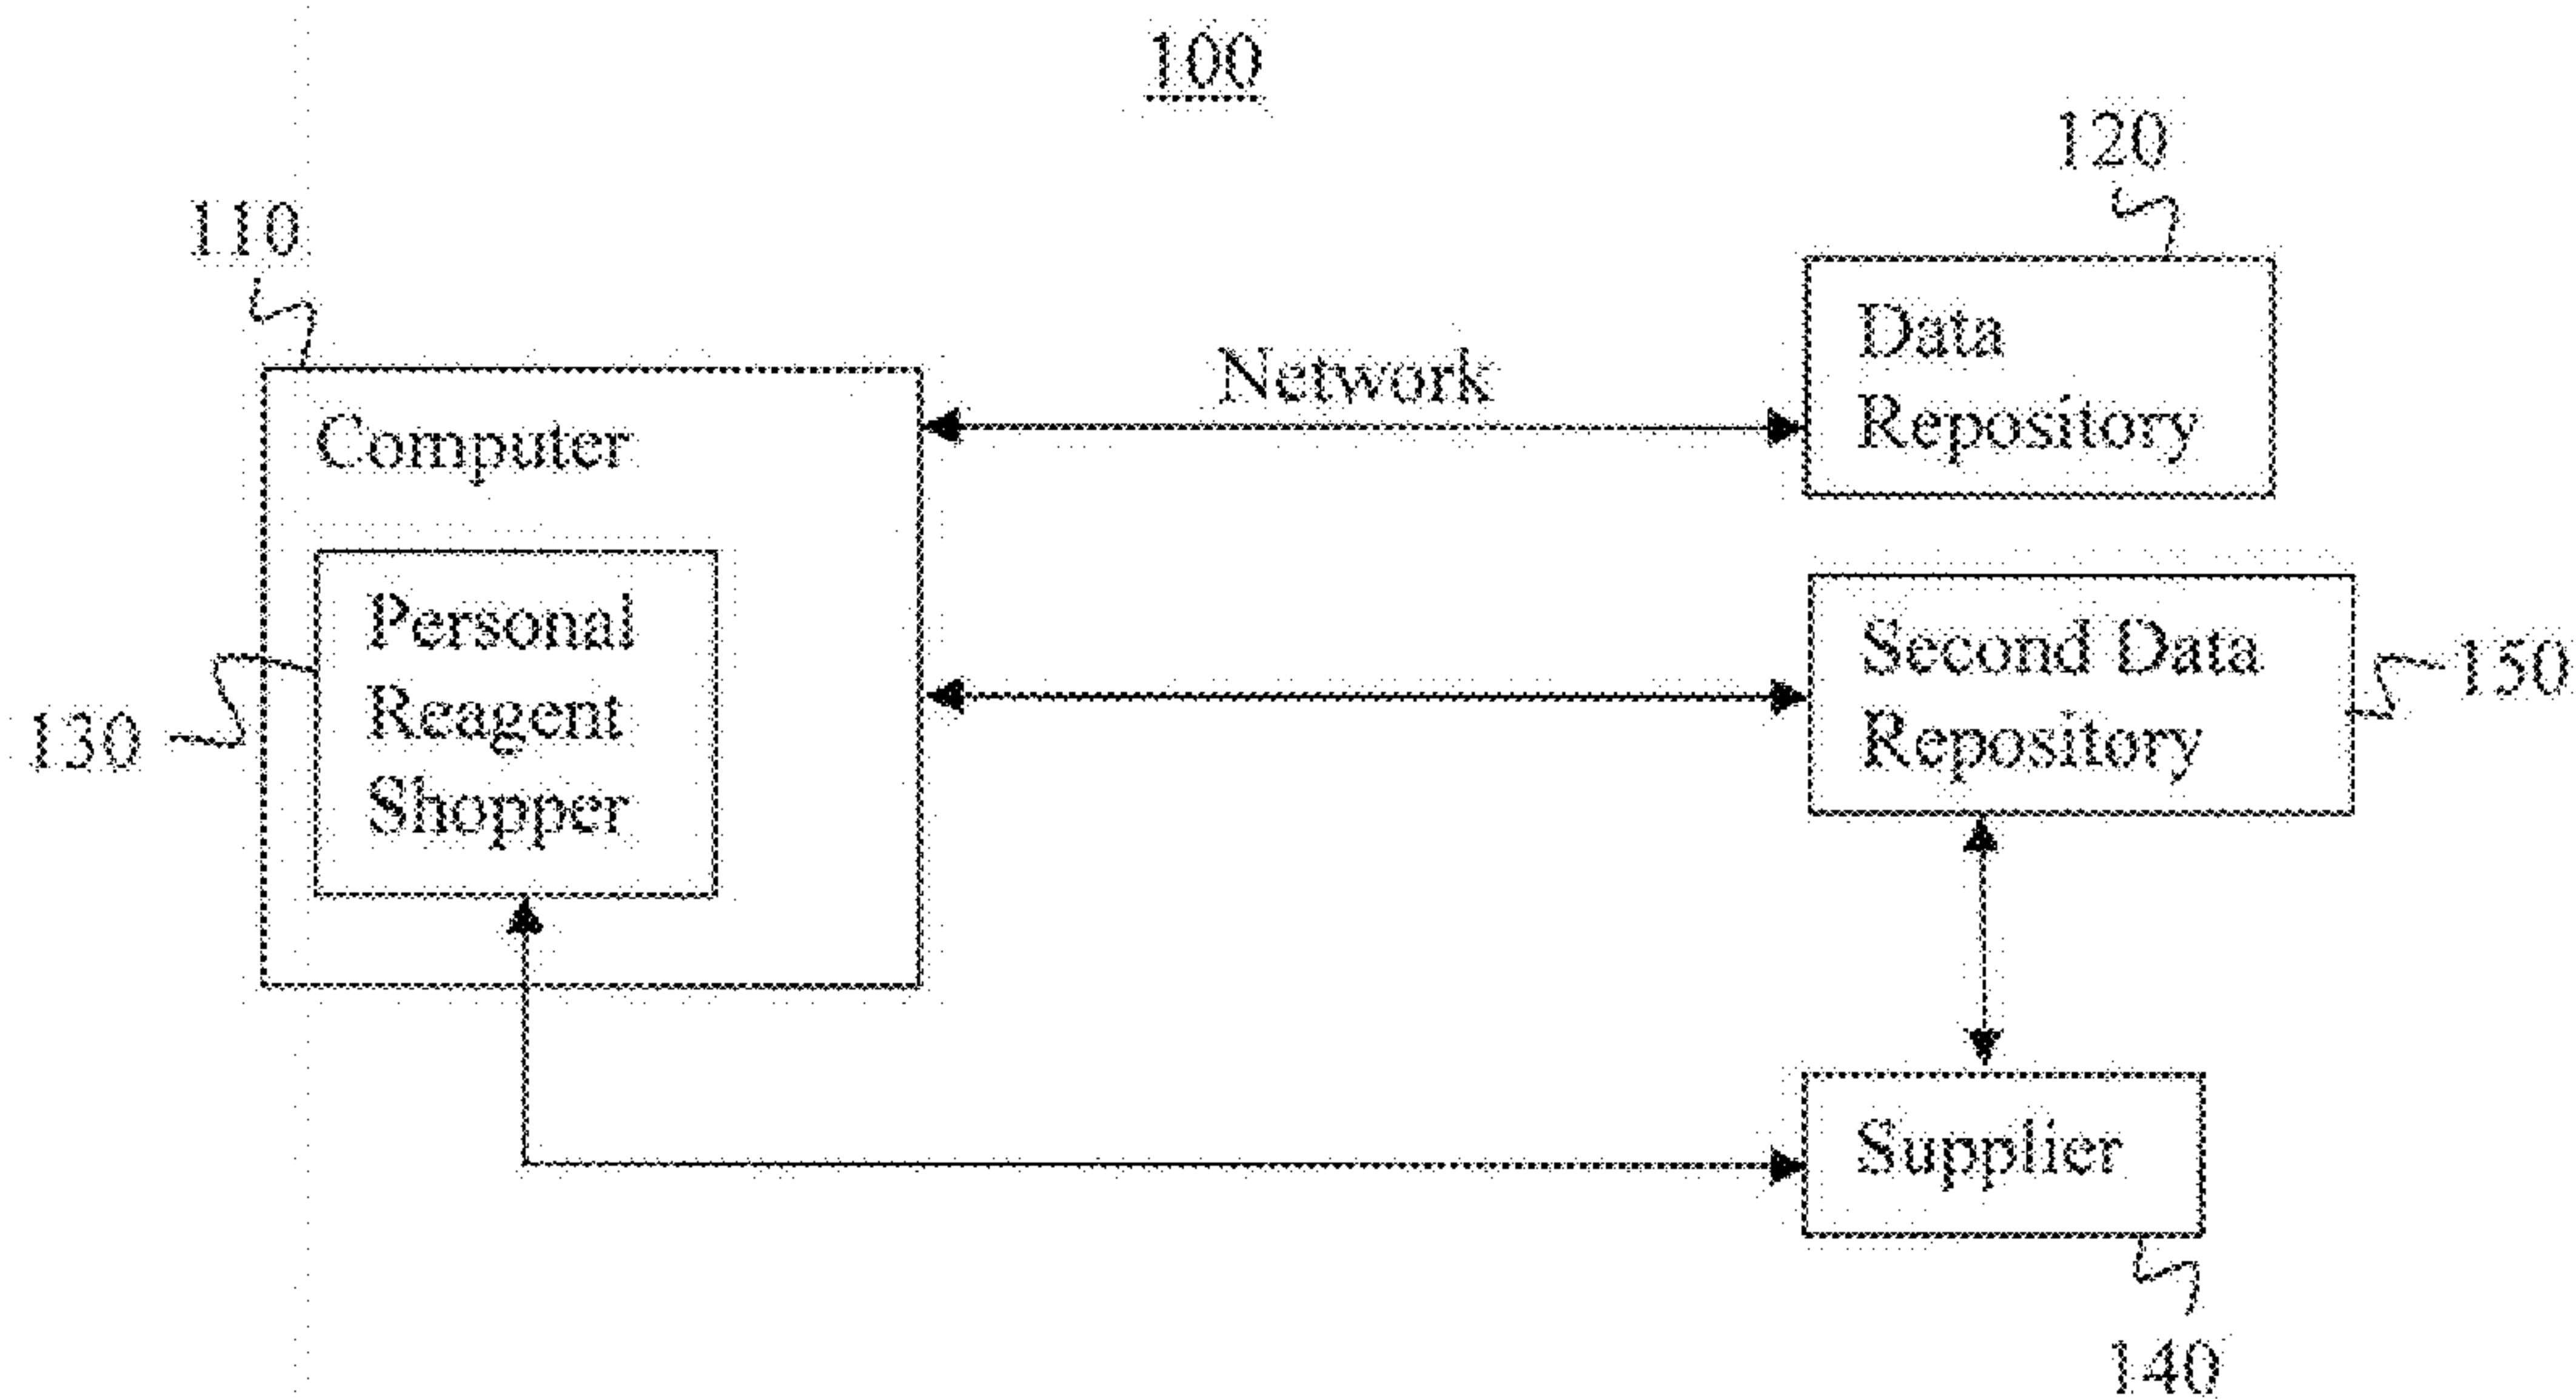 100
120
110
Data
Repository
Network
Computer
Personal
Reagent
Shopper
130
Second Data
Repository
150
Supplier
140